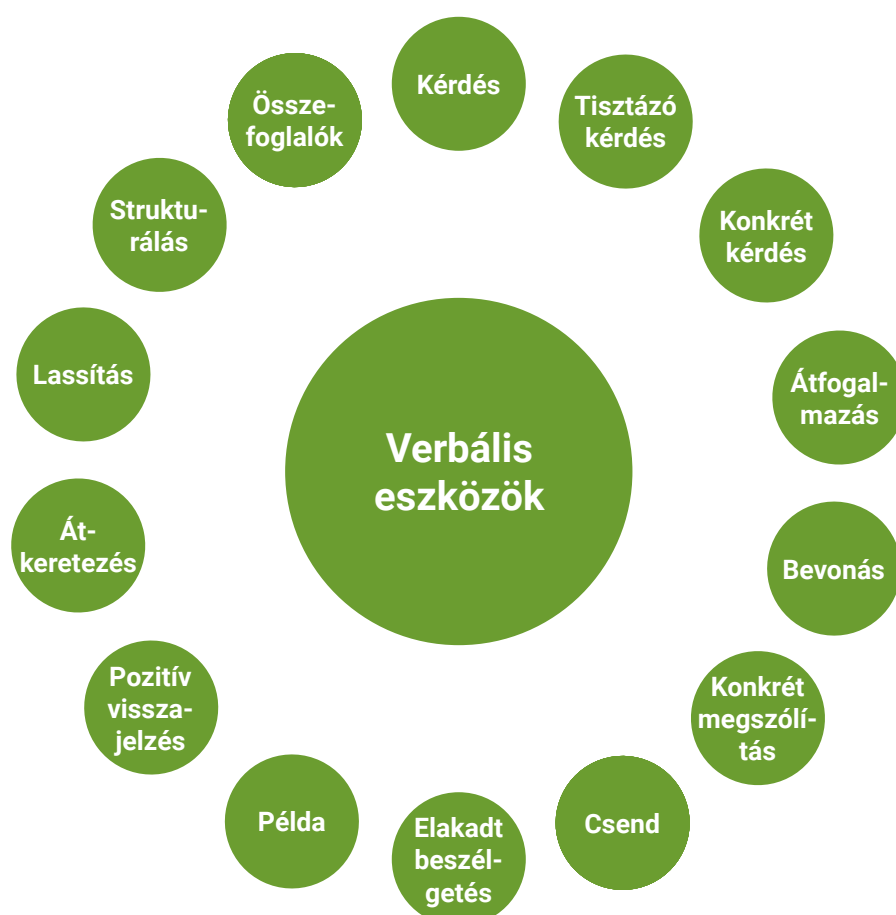 Kérdés
Tisztázó
kérdés
Konkrét
kérdés
Átfogal-
mazás
Bevonás
Konkrét
megszólí-
tás
Csend
Elakadt
beszél-
getés
Példa
Pozitív
vissza-
jelzés
Át-
keretezés
Lassítás
Struktu-
rálás
Össze-
foglalók
Verbális
eszközök